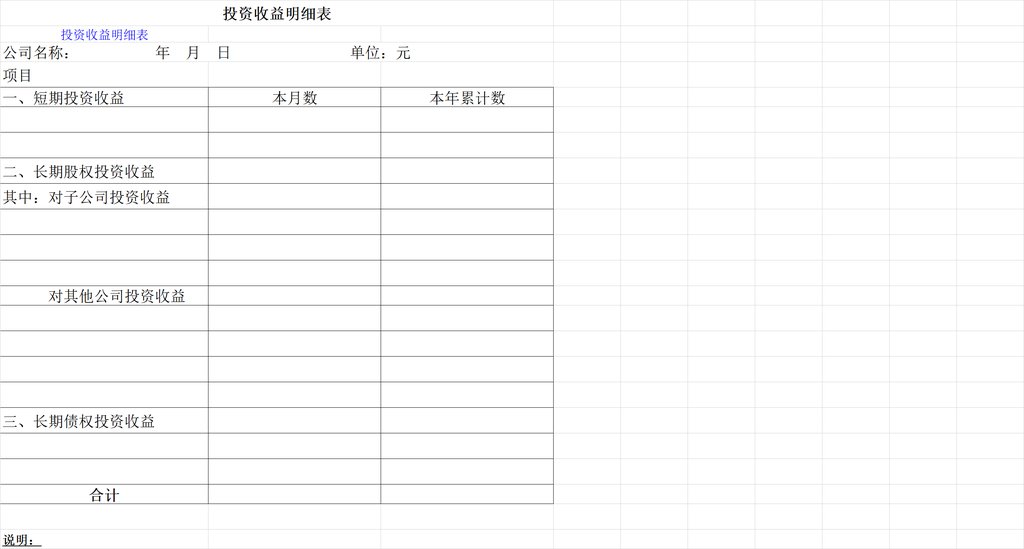 投资收益明细表
投资收益明细表
公司名称： 年 月 日 单位：元
项目
一、短期投资收益 本月数 本年累计数
二、长期股权投资收益
其中：对子公司投资收益
对其他公司投资收益
三、长期债权投资收益
合计
说明：